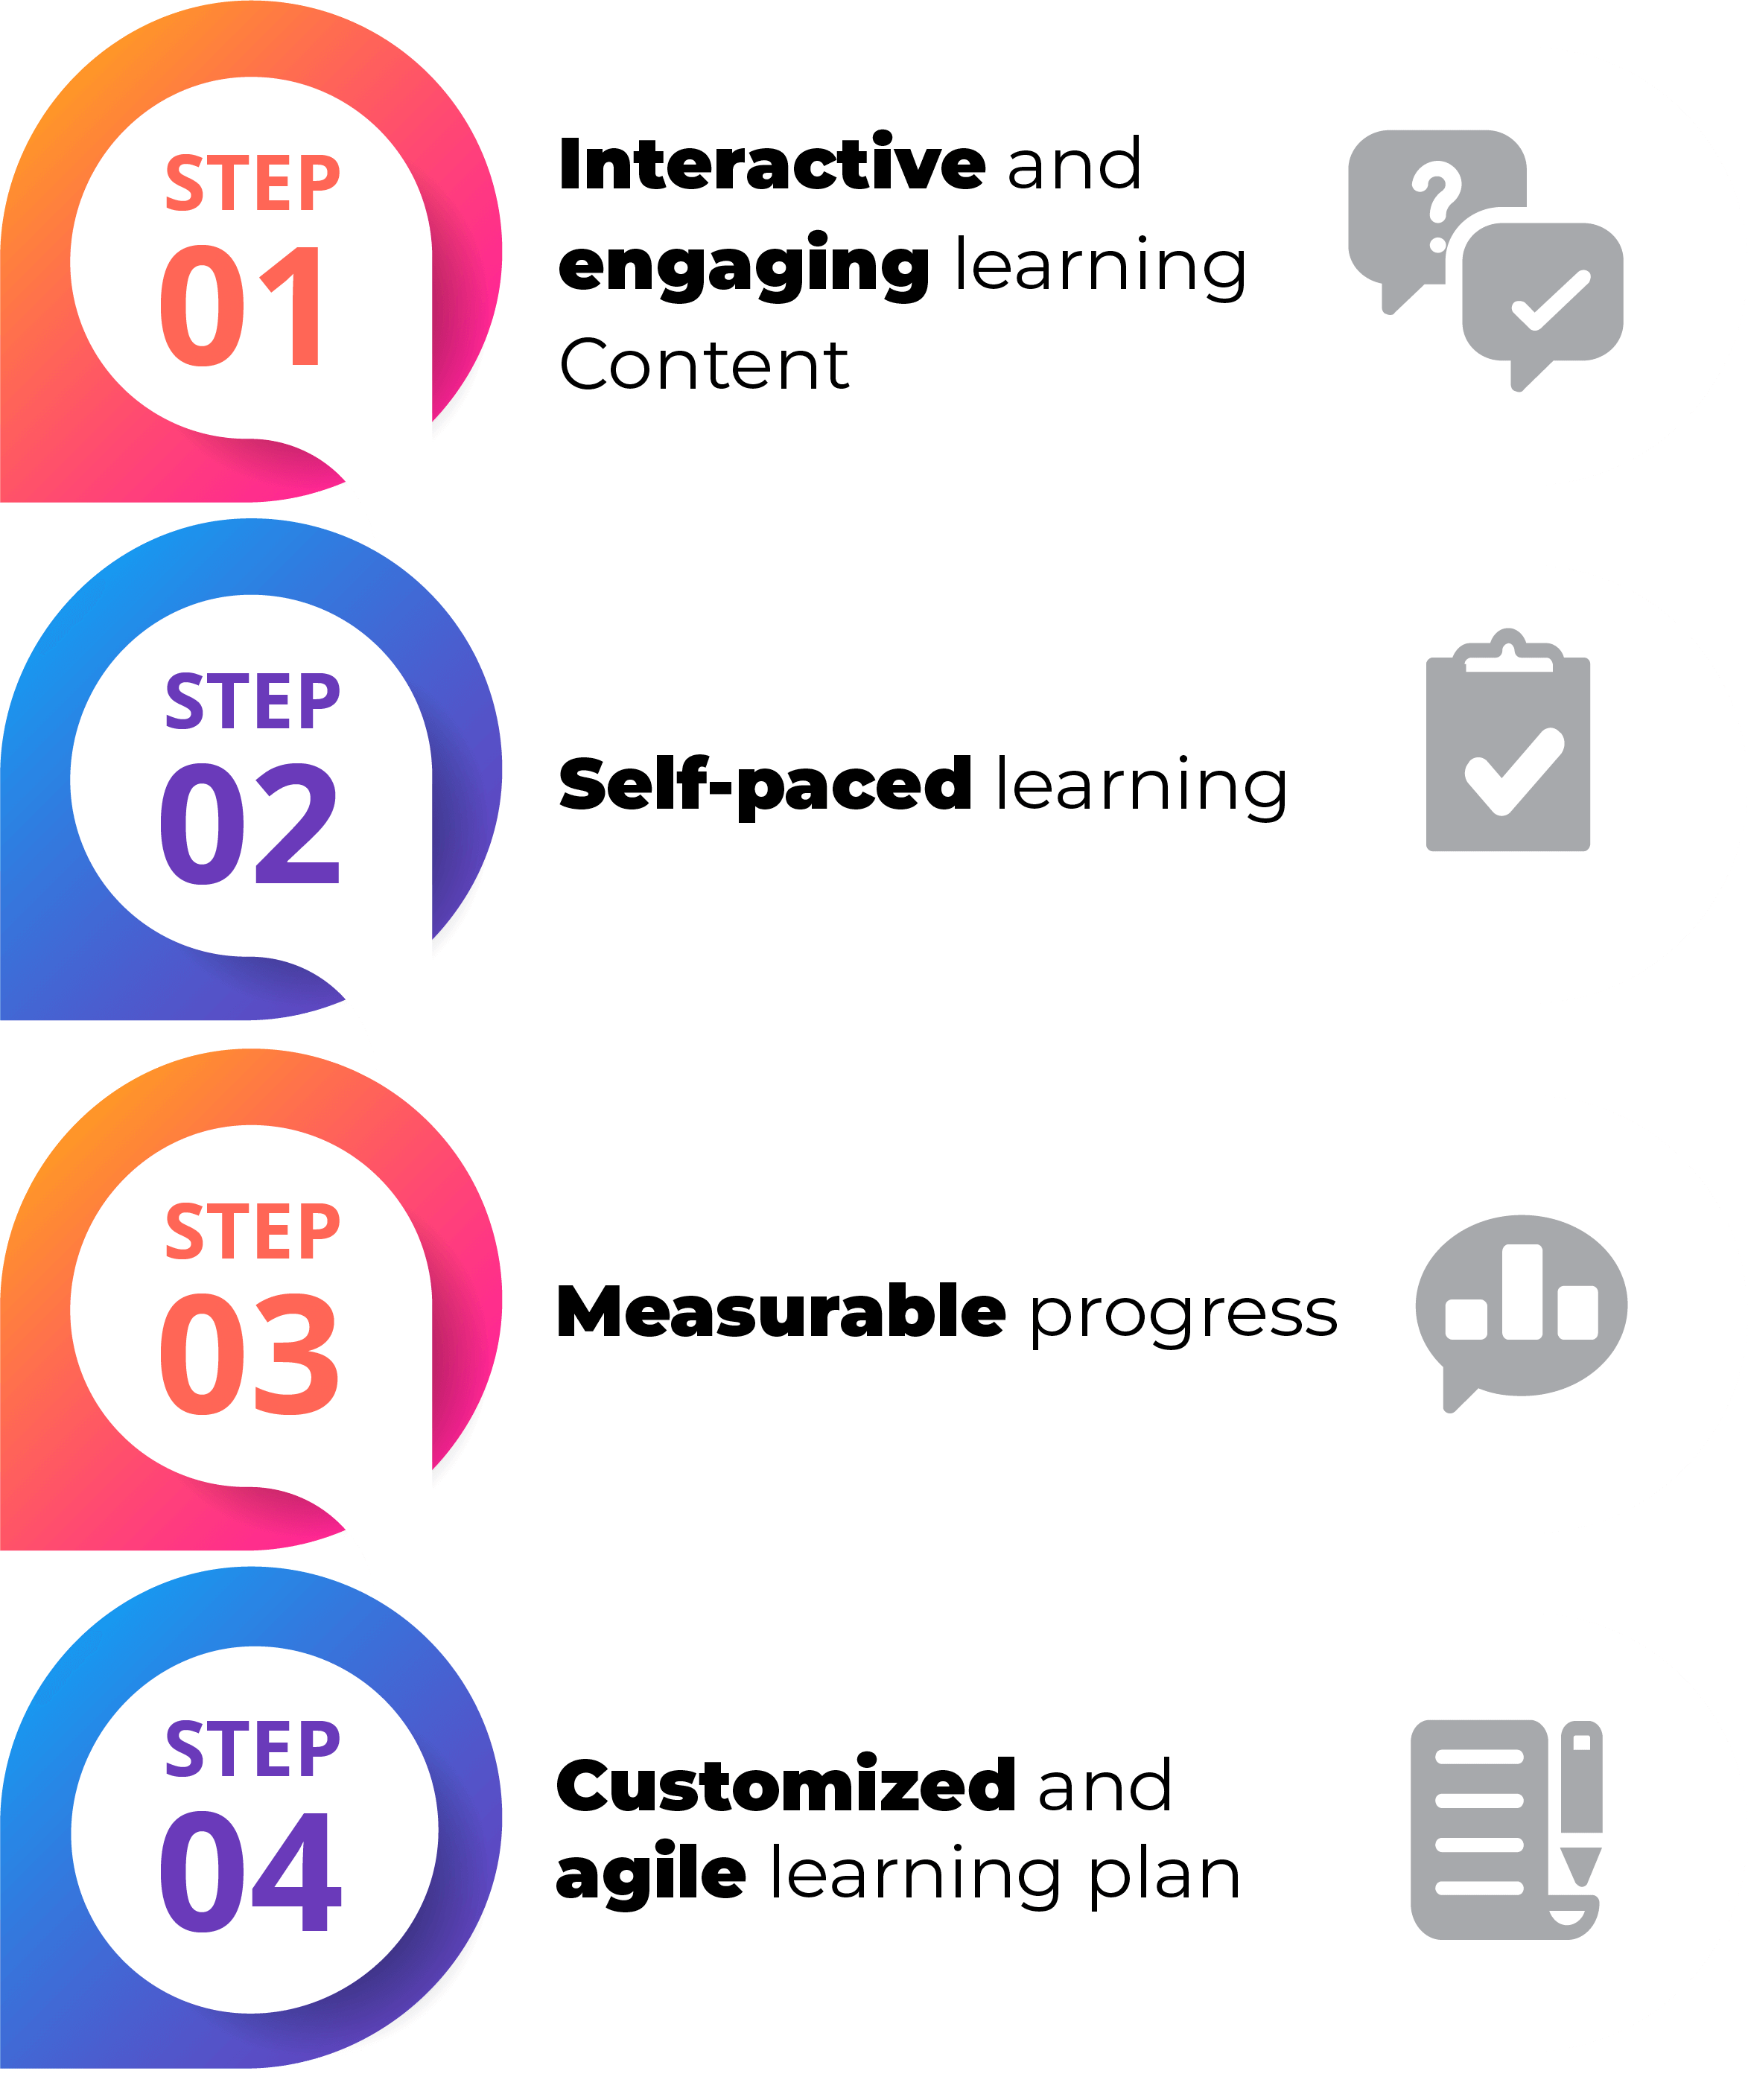 STEP
01
Interactive and
engaging learning
Content
STEP
02
Self-paced learning
STEP
03
Measurable progress
STEP
04
Customized and
agile learning plan